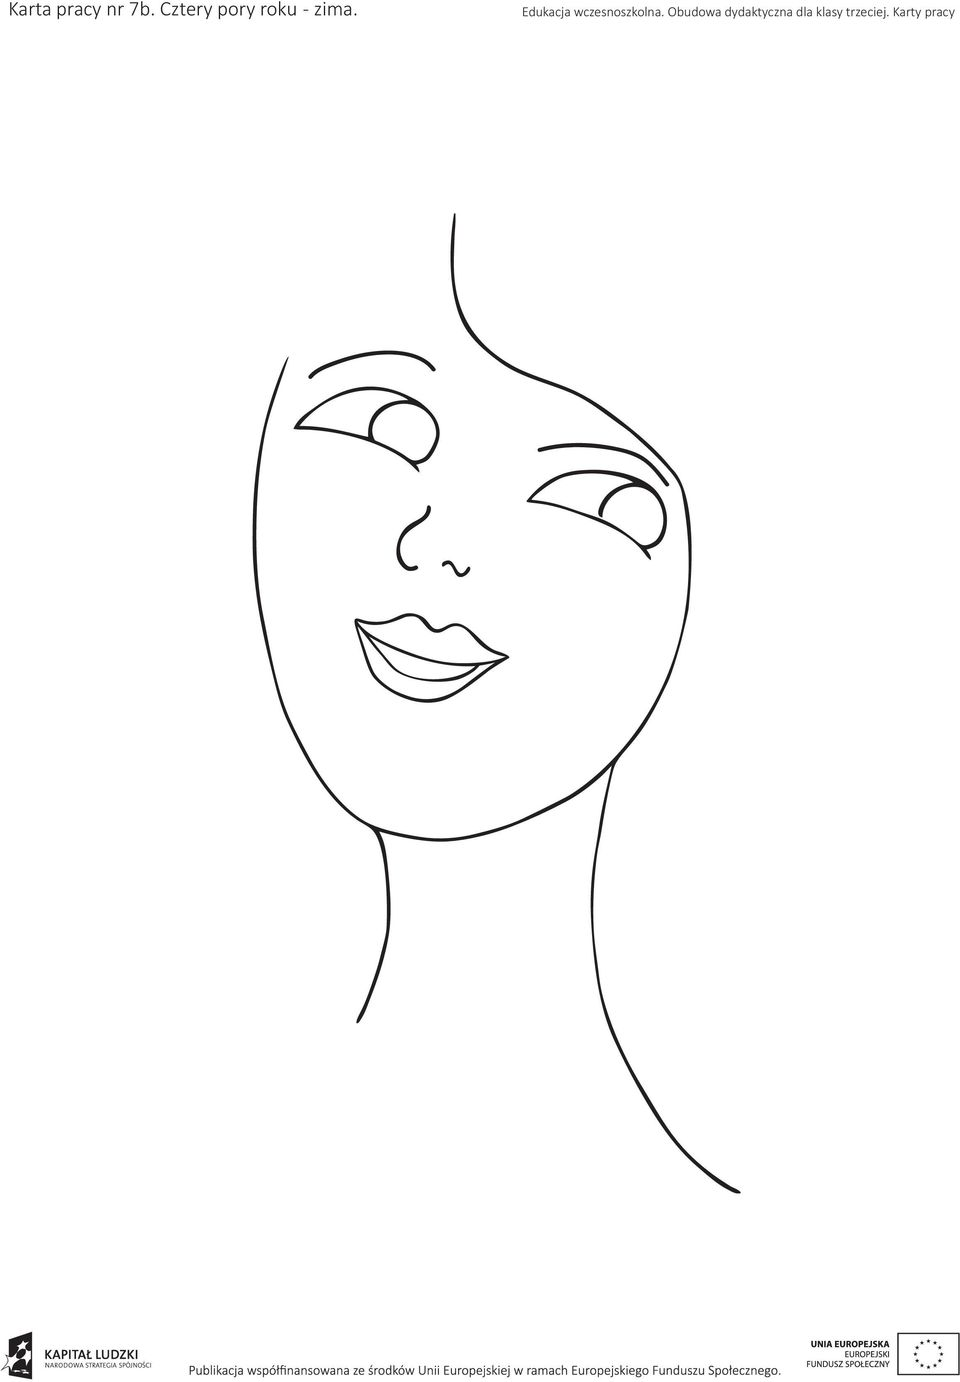 Karta pracy nr 7b. Cztery pory roku - zima.
Edukacja wczesnoszkolna. Obudowa dydaktyczna dla klasy trzeciej. Karty pracy
KAPITAŁ LUDZKI
NARODOWA STRATEGIA SPÓJNOŚCI
Publikacja współfinansowana ze środków Unii Europejskiej w ramach Europejskiego Funduszu Społecznego.
UNIA EUROPEJSKA
EUROPEJSKI
FUNDUSZ SPOŁECZNY